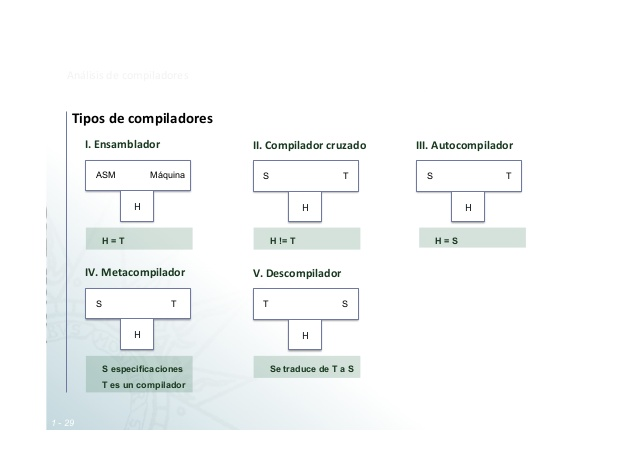 Análisis de compiladores
Tipos de compiladores
I. Ensamblador
ASM Máquina
H
H = T
II. Compilador cruzado
S T
H
H != T
III. Autocompilador
S T
H
H = S
IV. Metacompilador
S T
H
S especificaciones
T es un compilador
V. Descompilador
T S
H
Se traduce de T a S
1 - 29